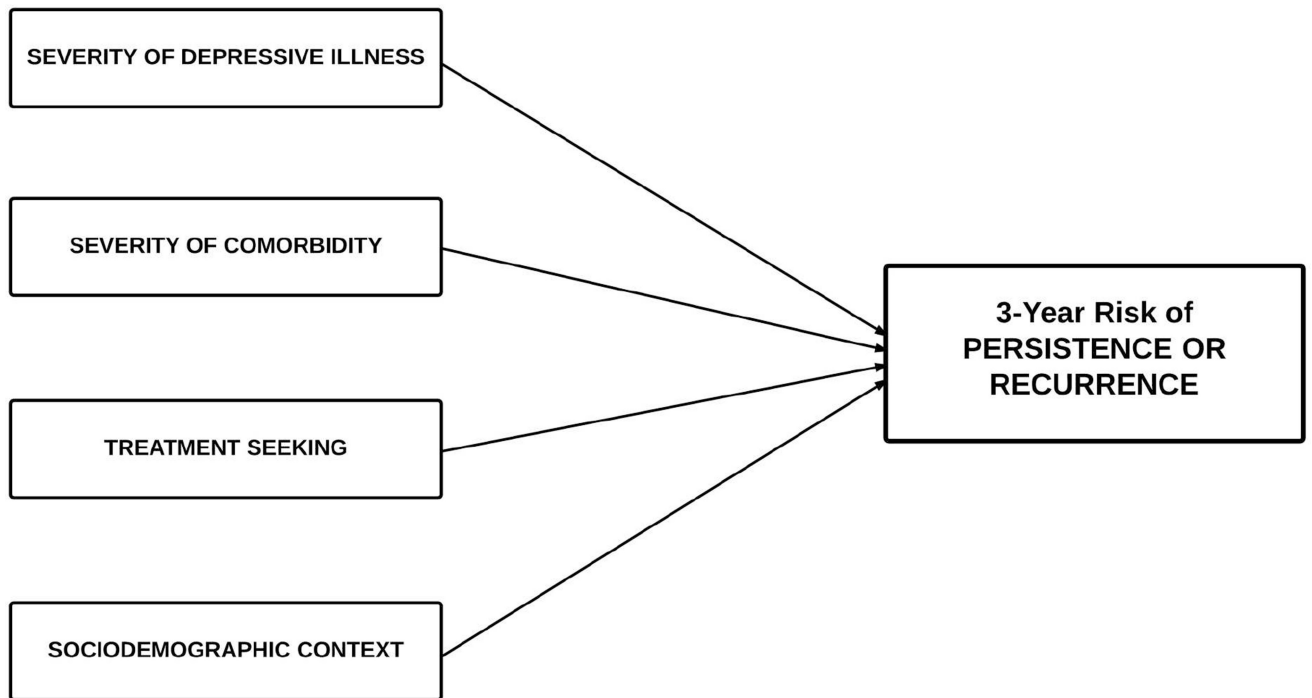 SEVERITY OF DEPRESSIVE ILLNESS
SEVERITY OF COMORBIDITY
TREATMENT SEEKING
SOCIODEMOGRAPHIC CONTEXT
3-Year Risk of
PERSISTENCE OR
RECURRENCE